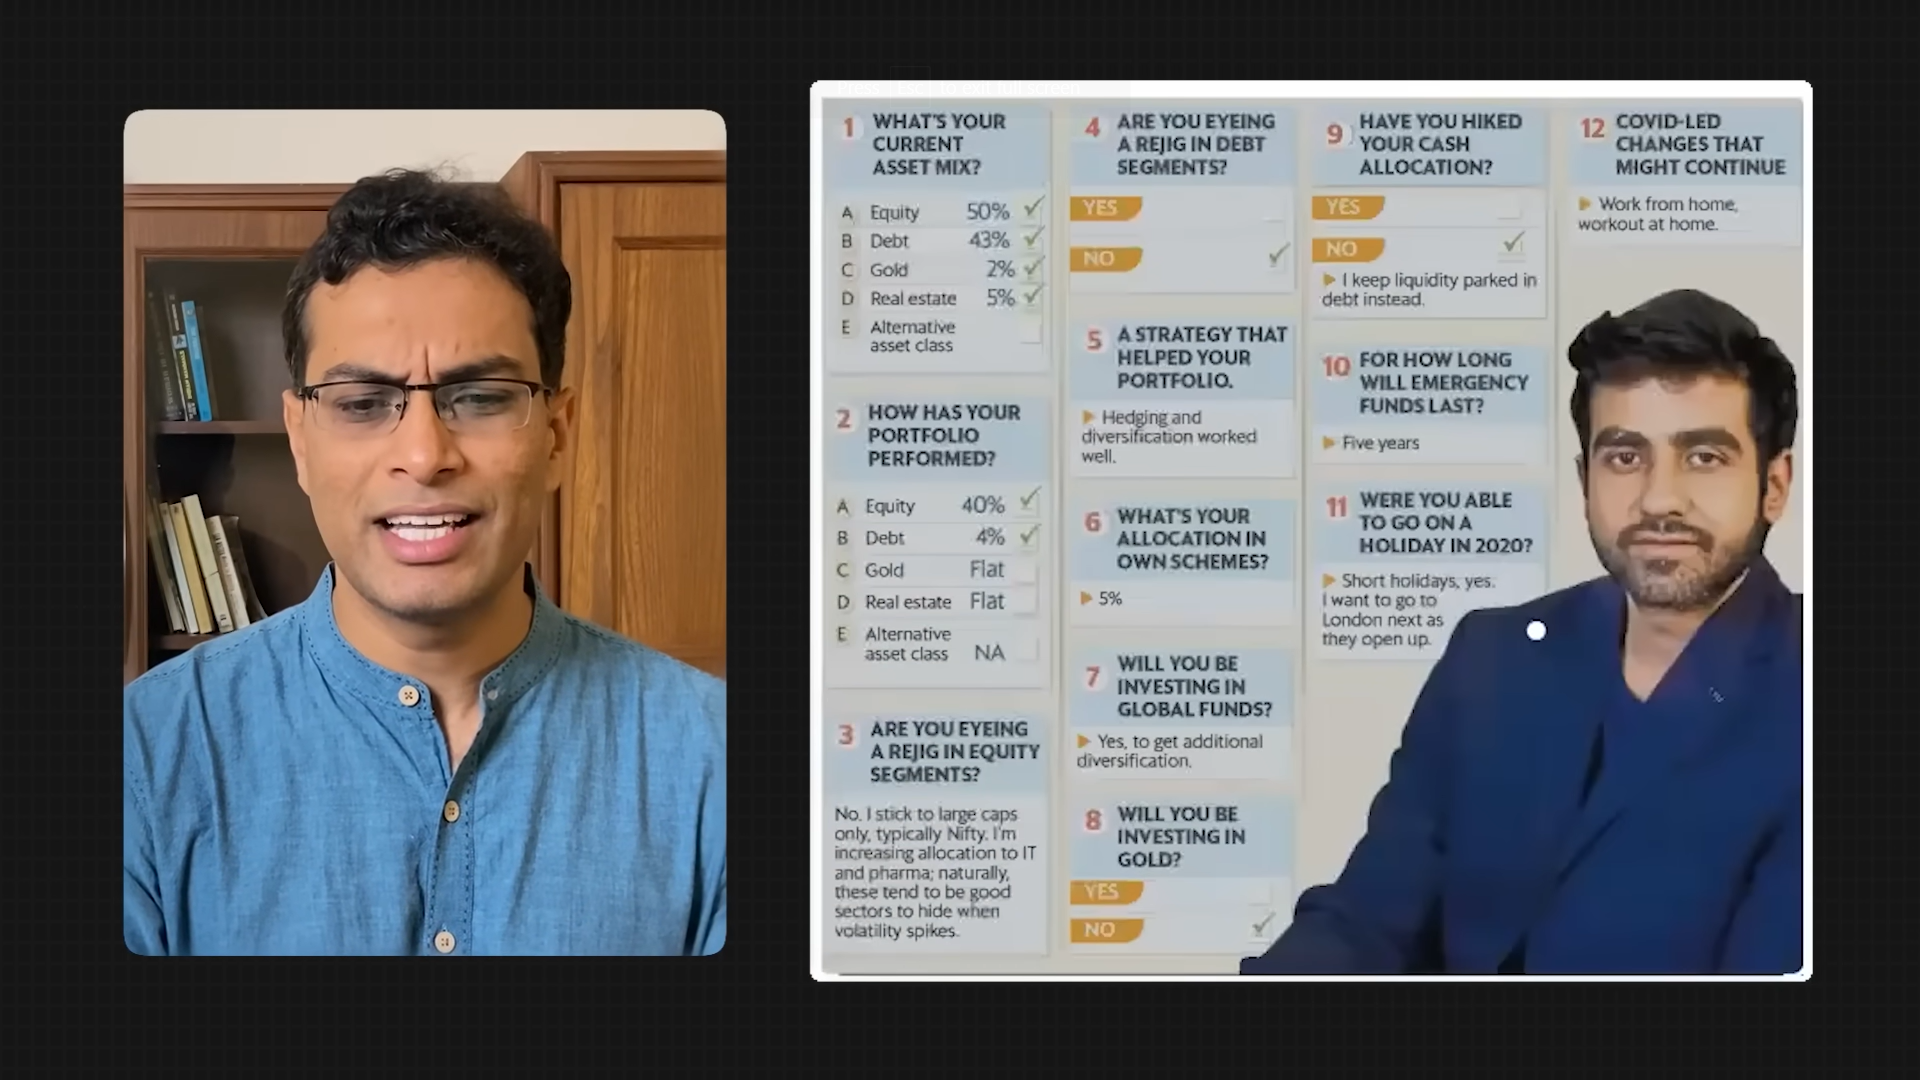 1 WHAT'S YOUR
CURRENT
ASSET MIX?
A Equity 50% ✓
B Debt 43% ✓
C Gold 2% ✓
D Real estate 5% ✓
E Alternative
asset class
2 HOW HAS YOUR
PORTFOLIO
PERFORMED?
A Equity 40% ✓
B Debt 4% ✓
C Gold Flat
D Real estate Flat
E Alternative
asset class NA
3 ARE YOU EYEING
A REJIG IN EQUITY
SEGMENTS?
No. I stick to large caps
only, typically Nifty. I'm
increasing allocation to IT
and pharma; naturally,
these tend to be good
sectors to hide when
volatility spikes.
4 ARE YOU EYEING
A REJIG IN DEBT
SEGMENTS?
YES
NO ✓
5 A STRATEGY THAT
HELPED YOUR
PORTFOLIO.
▶ Hedging and
diversification worked
well.
6 WHAT'S YOUR
ALLOCATION IN
OWN SCHEMES?
▶ 5%
7 WILL YOU BE
INVESTING IN
GLOBAL FUNDS?
▶ Yes, to get additional
diversification.
8 WILL YOU BE
INVESTING IN
GOLD?
YES
NO ✓
9 HAVE YOU HIKED
YOUR CASH
ALLOCATION?
YES
NO ✓
▶ I keep liquidity parked in
debt instead.
10 FOR HOW LONG
WILL EMERGENCY
FUNDS LAST?
▶ Five years
11 WERE YOU ABLE
TO GO ON A
HOLIDAY IN 2020?
▶ Short holidays, yes.
I want to go to
London next as
they open up.
12 COVID-LED
CHANGES THAT
MIGHT CONTINUE
▶ Work from home,
workout at home.